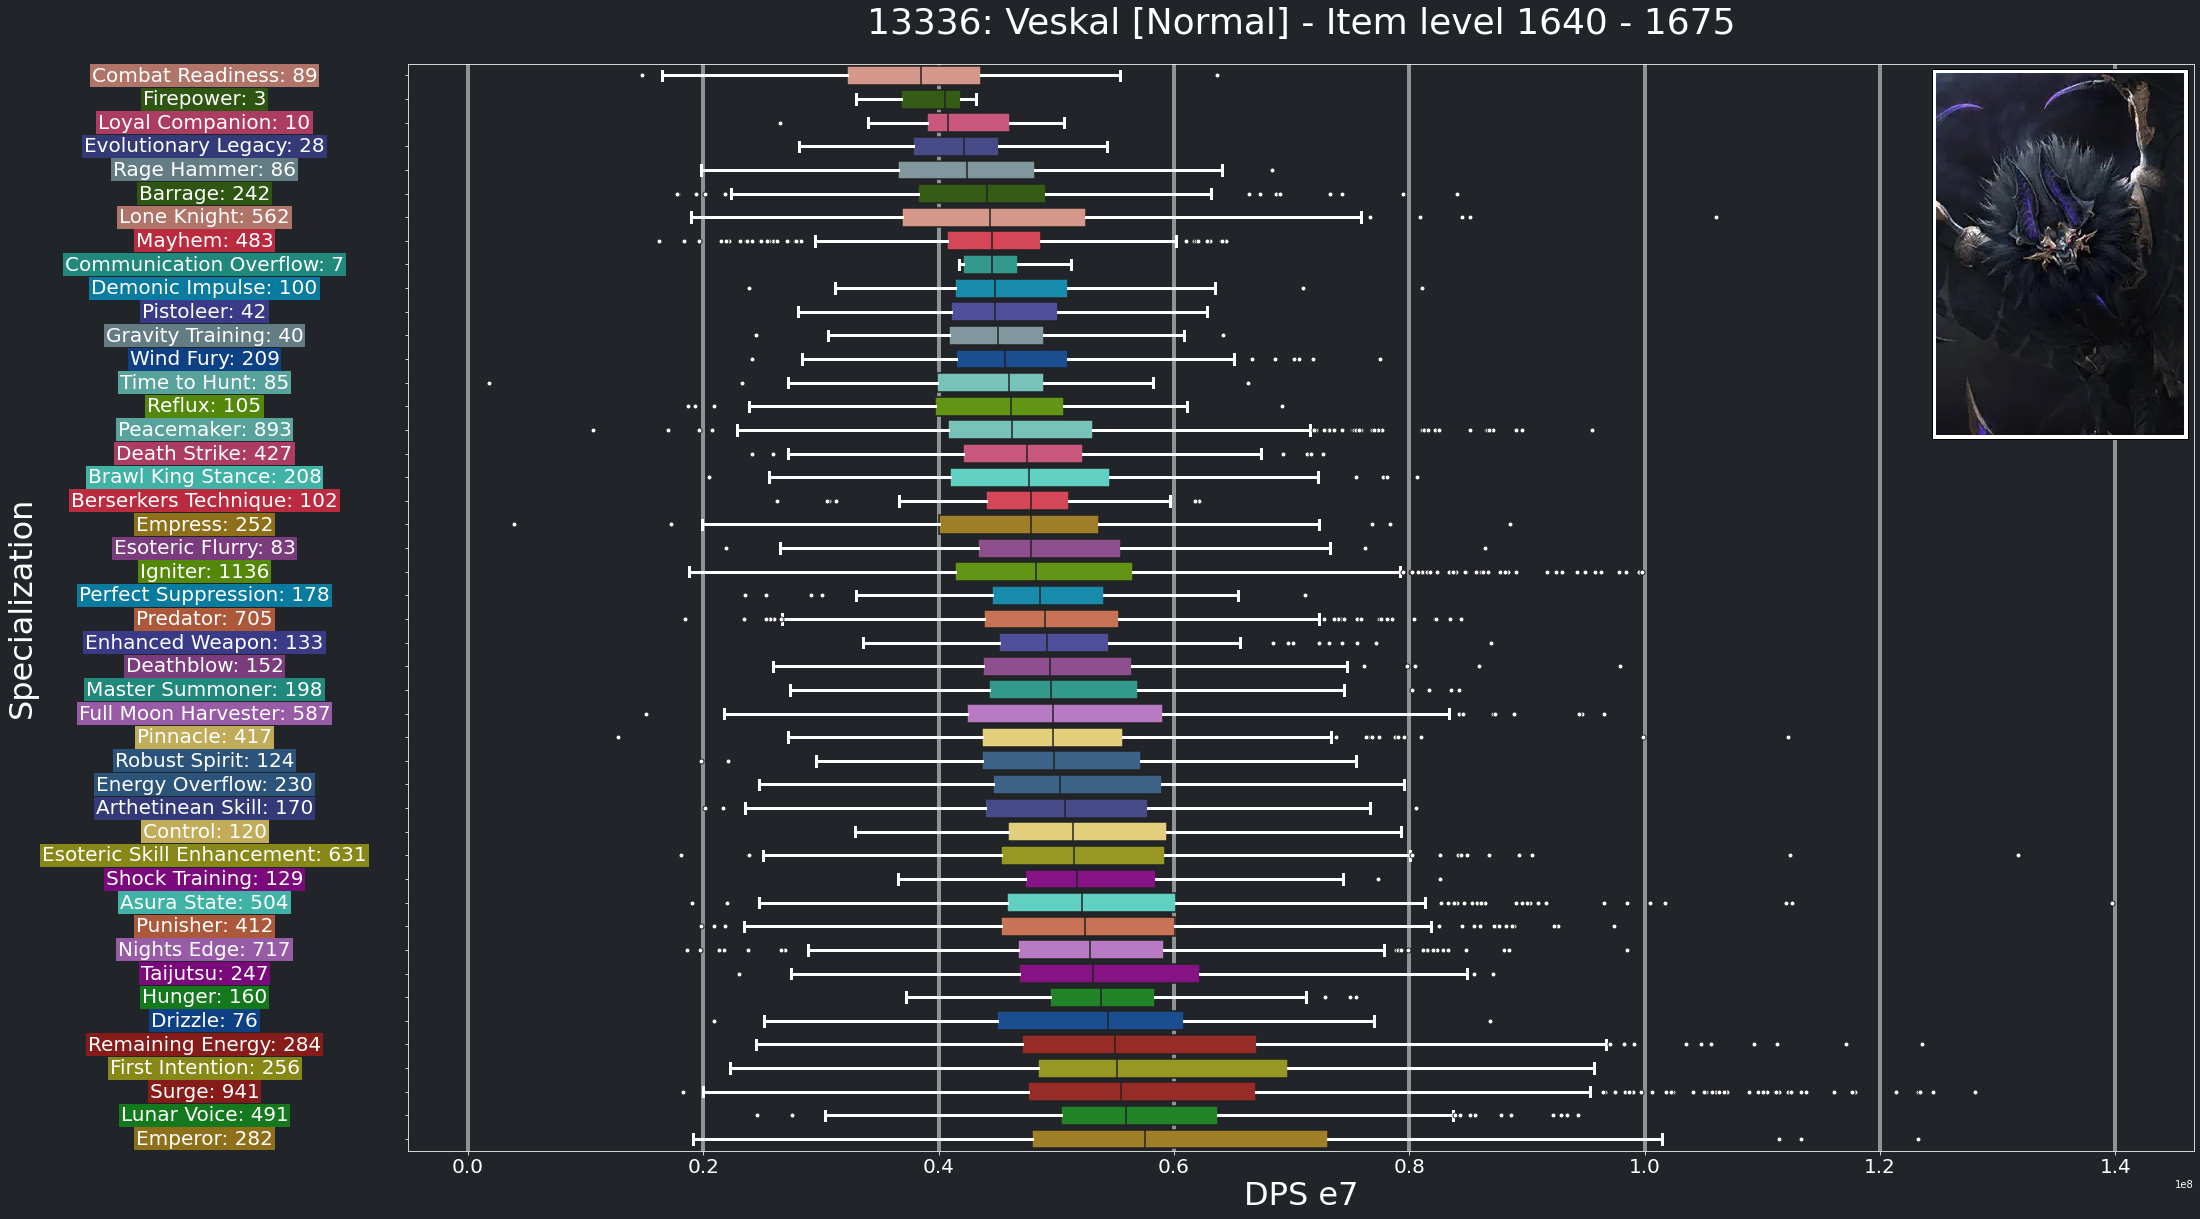 13336: Veskal [Normal] - Item level 1640 - 1675
Specialization
Combat Readiness: 89
Firepower: 3
Loyal Companion: 10
Evolutionary Legacy: 28
Rage Hammer: 86
Barrage: 242
Lone Knight: 562
Mayhem: 483
Communication Overflow: 7
Demonic Impulse: 100
Pistoleer: 42
Gravity Training: 40
Wind Fury: 209
Time to Hunt: 85
Reflux: 105
Peacemaker: 893
Death Strike: 427
Brawl King Stance: 208
Berserkers Technique: 102
Empress: 252
Esoteric Flurry: 83
Igniter: 1136
Perfect Suppression: 178
Predator: 705
Enhanced Weapon: 133
Deathblow: 152
Master Summoner: 198
Full Moon Harvester: 587
Pinnacle: 417
Robust Spirit: 124
Energy Overflow: 230
Arthetinean Skill: 170
Control: 120
Esoteric Skill Enhancement: 631
Shock Training: 129
Asura State: 504
Punisher: 412
Nights Edge: 717
Taijutsu: 247
Hunger: 160
Drizzle: 76
Remaining Energy: 284
First Intention: 256
Surge: 941
Lunar Voice: 491
Emperor: 282
0.0 0.2 0.4 0.6 0.8 1.0 1.2 1.4
1e8
DPS e7